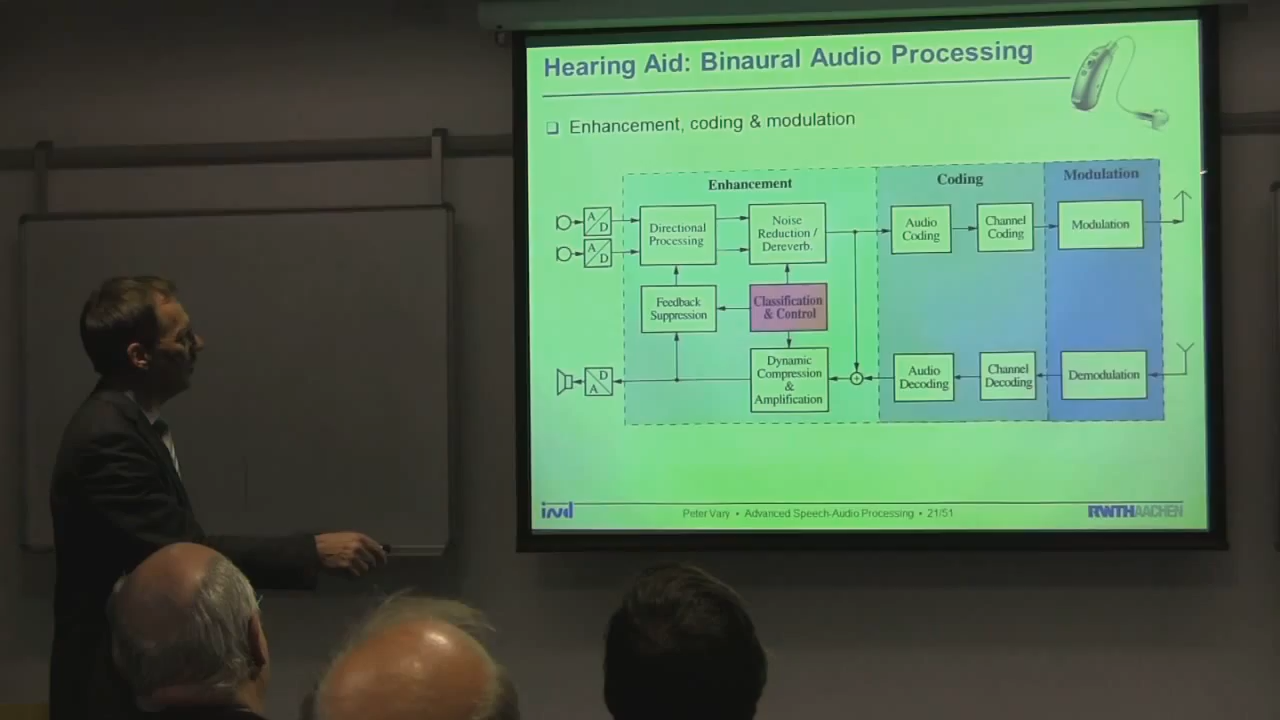 Hearing Aid: Binaural Audio Processing
Enhancement, coding & modulation
Enhancement
Coding
Modulation
A
D
A
D
Directional
Processing
Noise
Reduction /
Dereverb.
Audio
Coding
Channel
Coding
Modulation
Feedback
Suppression
Classification
& Control
D
A
Dynamic
Compression
&
Amplification
Audio
Decoding
Channel
Decoding
Demodulation
ind
Peter Vary • Advanced Speech-Audio Processing • 21/51
RWTHAACHEN